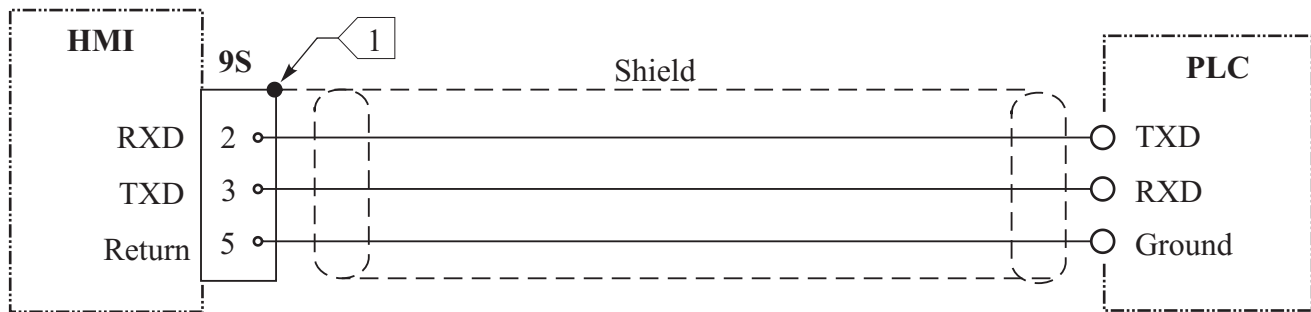 HMI
9S
1
Shield
PLC
RXD 2 TXD
TXD 3 RXD
Return 5 Ground